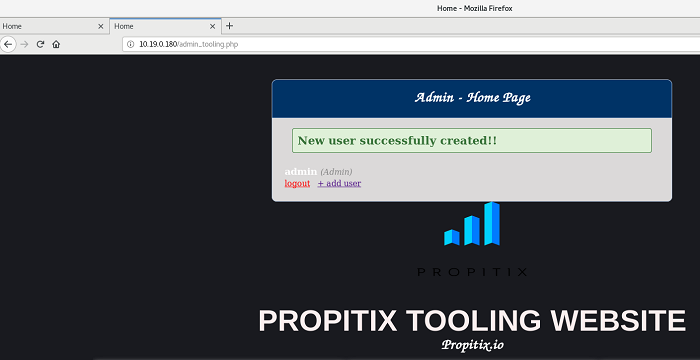 Home - Mozilla Firefox
Home
Home
10.19.0.180/admin_tooling.php
Admin - Home Page
New user successfully created!!
admin (Admin)
logout + add user
PROPITIX
PROPITIX TOOLING WEBSITE
Propitix.io